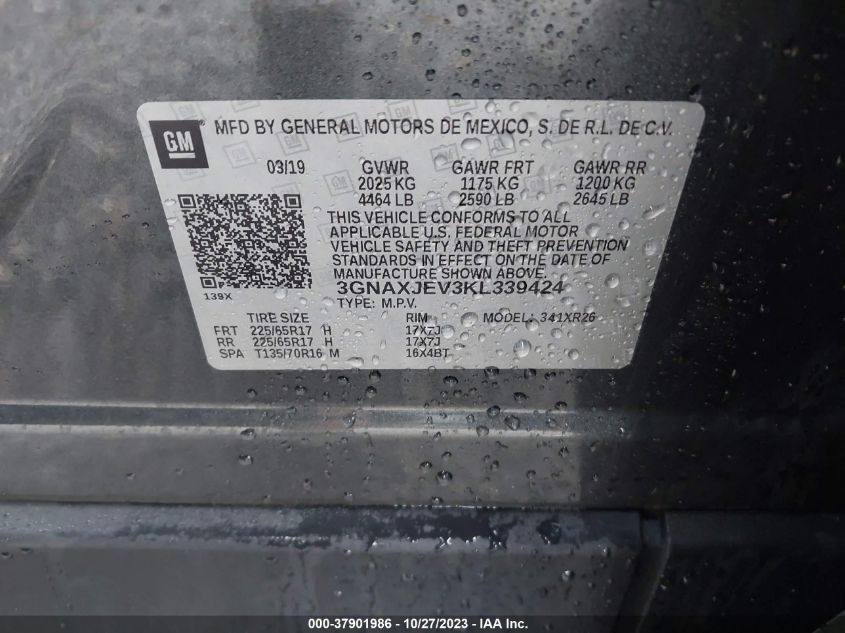 GM MFD BY GENERAL MOTORS DE MEXICO, S. DE R.L. DE C.V.
03/19 GVWR GAWR FRT GAWR RR
2025 KG 1175 KG 1200 KG
4464 LB 2590 LB 2645 LB
THIS VEHICLE CONFORMS TO ALL
APPLICABLE U.S. FEDERAL MOTOR
VEHICLE SAFETY AND THEFT PREVENTION
STANDARDS IN EFFECT ON THE DATE OF
MANUFACTURE SHOWN ABOVE.
139X 3GNAXJEV3KL339424
TYPE: M.P.V.
TIRE SIZE RIM MODEL: 341XR26
FRT 225/65R17 H 17X7J
RR 225/65R17 H 17X7J
SPA T135/70R16 M 16X4BT
000-37901986 - 10/27/2023 - IAA Inc.